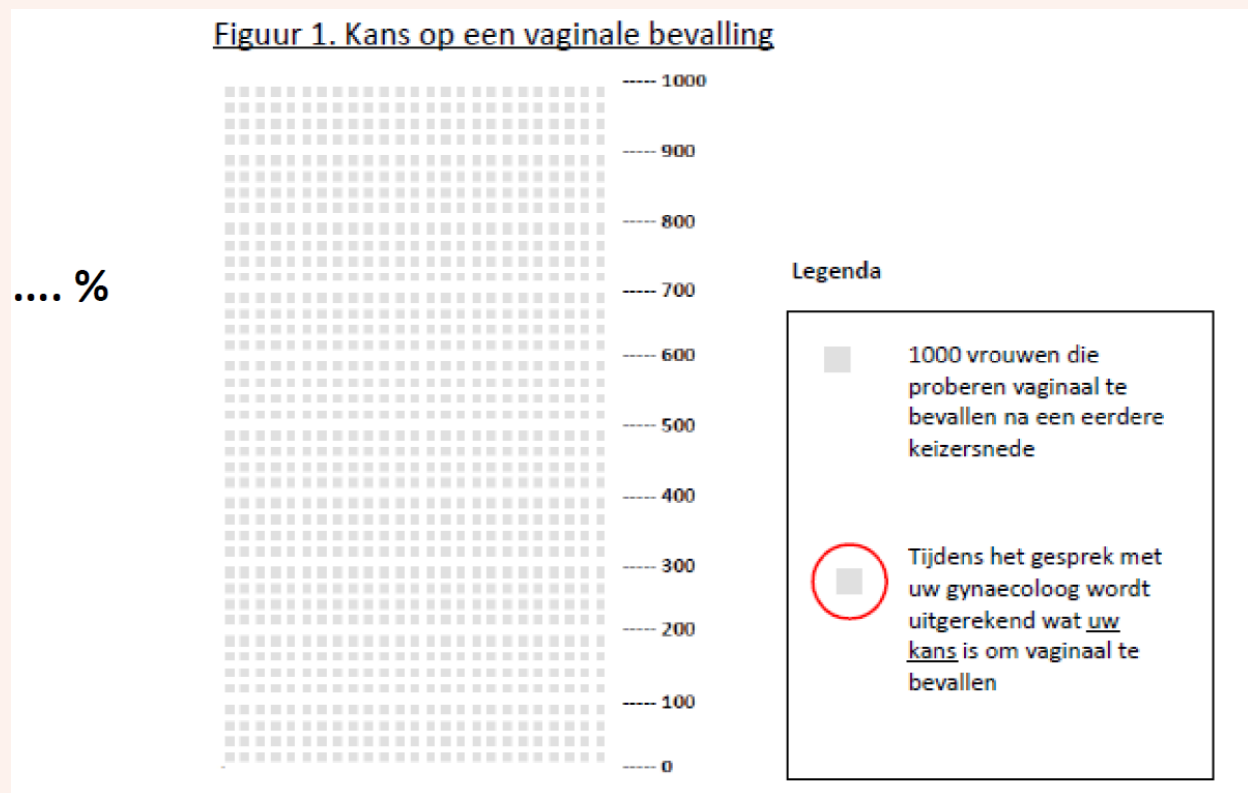 Figuur 1. Kans op een vaginale bevalling
----- 1000
----- 900
----- 800
.... %
----- 700
----- 600
----- 500
----- 400
----- 300
----- 200
----- 100
----- 0
Legenda
1000 vrouwen die
proberen vaginaal te
bevallen na een eerdere
keizersnede
Tijdens het gesprek met
uw gynaecoloog wordt
uitgerekend wat uw
kans is om vaginaal te
bevallen